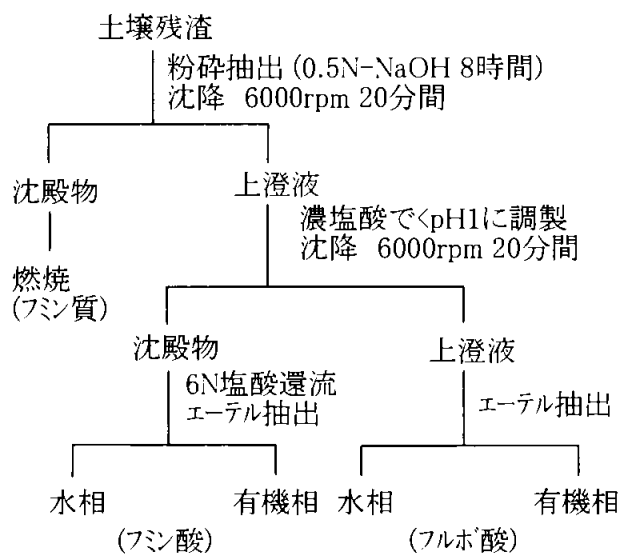 土壌残渣
粉砕抽出 (0.5N-NaOH 8時間)
沈降 6000rpm 20分間
沈殿物
上澄液
濃塩酸で<pH1に調製
沈降 6000rpm 20分間
燃焼
(フミン質)
沈殿物
上澄液
6N塩酸還流
エーテル抽出
エーテル抽出
水相
有機相
水相
有機相
(フミン酸)
(フルボ酸)